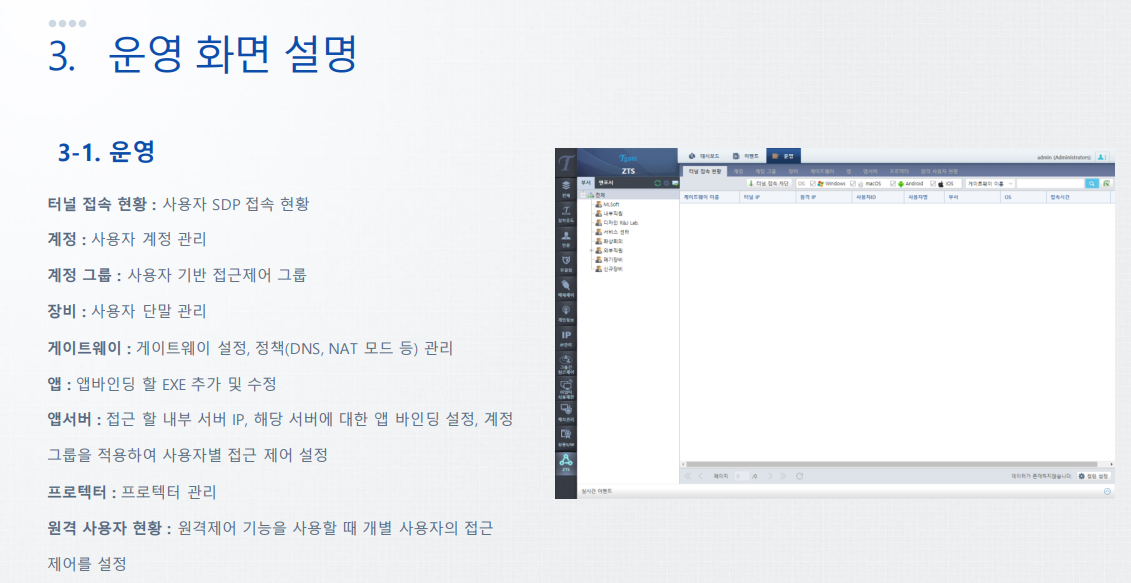 3. 운영 화면 설명
3-1. 운영
터널 접속 현황 : 사용자 SDP 접속 현황
계정 : 사용자 계정 관리
계정 그룹 : 사용자 기반 접근제어 그룹
장비 : 사용자 단말 관리
게이트웨이 : 게이트웨이 설정, 정책(DNS, NAT 모드 등) 관리
앱 : 앱바인딩 할 EXE 추가 및 수정
앱서버 : 접근 할 내부 서버 IP, 해당 서버에 대한 앱 바인딩 설정, 계정
그룹을 적용하여 사용자별 접근 제어 설정
프로텍터 : 프로텍터 관리
원격 사용자 현황 : 원격제어 기능을 사용할 때 개별 사용자의 접근
제어를 설정
ZTS
대시보드 이벤트 운영
admin (Administrators)
터널 접속 현황 계정 계정 그룹 장비 게이트웨이 앱 앱서버 프로텍터 원격 사용자 현황
터널 접속 차단 OS Windows macOS Android iOS 게이트웨이 이름
게이트웨이 이름 터널 IP 원격 IP 사용자ID 사용자명 부서 OS 접속시간
부서 센서
전체
MLSoft
내부직원
디자인 R&J Lab
서비스 센터
화상회의
외부직원
폐기장비
신규장비
IP
ZTS
페이지 /0
데이터가 존재하지않습니다. 컬럼 설정
실시간 이벤트